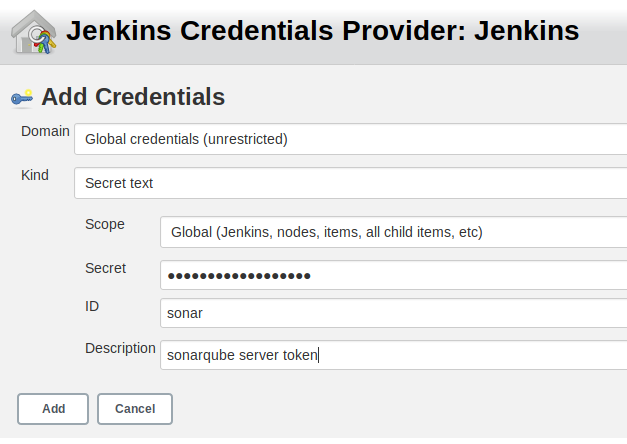 Jenkins Credentials Provider: Jenkins
Add Credentials
Domain Global credentials (unrestricted)
Kind Secret text
Scope Global (Jenkins, nodes, items, all child items, etc)
Secret ••••••••••••••••••
ID sonar
Description sonarqube server token
Add Cancel